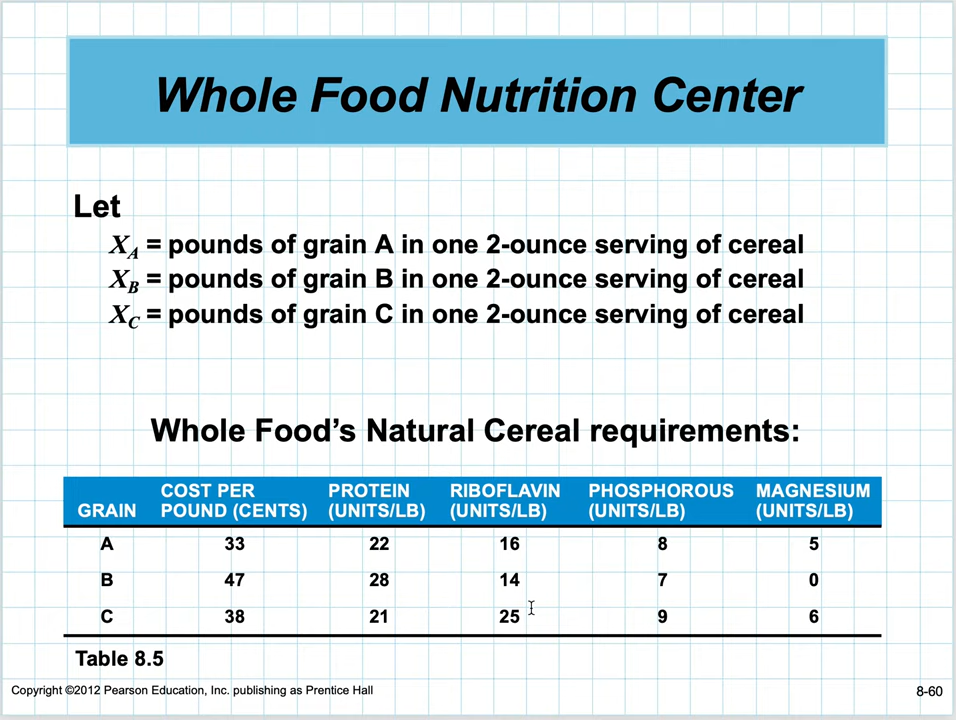 Whole Food Nutrition Center
Let
XA = pounds of grain A in one 2-ounce serving of cereal
XB = pounds of grain B in one 2-ounce serving of cereal
XC = pounds of grain C in one 2-ounce serving of cereal
Whole Food’s Natural Cereal requirements:
GRAIN COST PER POUND (CENTS) PROTEIN (UNITS/LB) RIBOFLAVIN (UNITS/LB) PHOSPHOROUS (UNITS/LB) MAGNESIUM (UNITS/LB)
A 33 22 16 8 5
B 47 28 14 7 0
C 38 21 25 9 6
Table 8.5
Copyright ©2012 Pearson Education, Inc. publishing as Prentice Hall 8-60